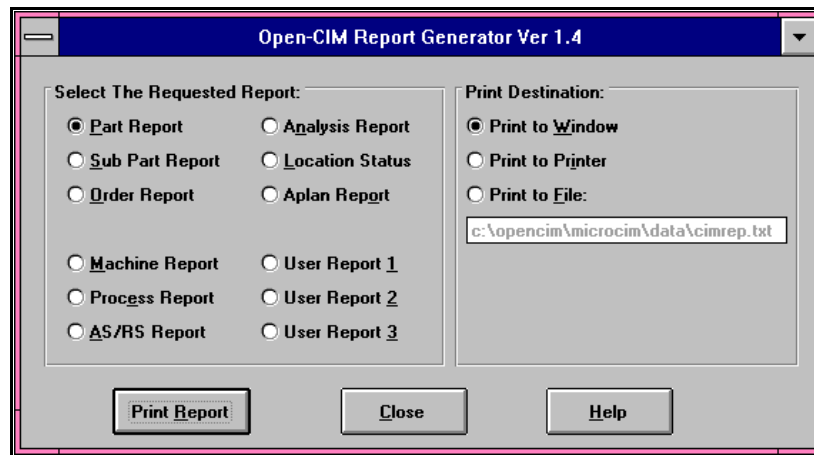 Open-CIM Report Generator Ver 1.4
Select The Requested Report:
Part Report
Sub Part Report
Order Report
Machine Report
Process Report
AS/RS Report
Analysis Report
Location Status
Aplan Report
User Report 1
User Report 2
User Report 3
Print Destination:
Print to Window
Print to Printer
Print to File:
c:\opencim\microcim\data\cimrep.txt
Print Report
Close
Help